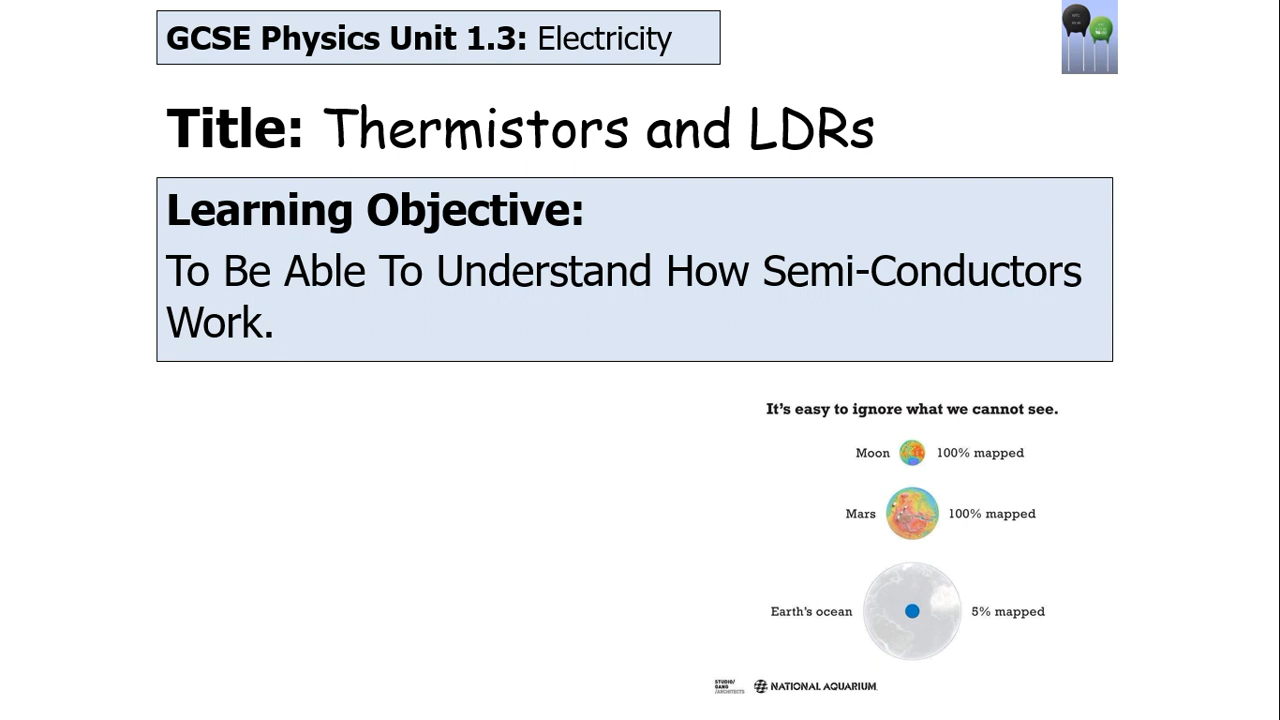 GCSE Physics Unit 1.3: Electricity
Title: Thermistors and LDRs
Learning Objective:
To Be Able To Understand How Semi-Conductors
Work.
It's easy to ignore what we cannot see.
Moon 100% mapped
Mars 100% mapped
Earth's ocean 5% mapped
STUDIO/
GANG
/ARCHITECTS
NATIONAL AQUARIUM